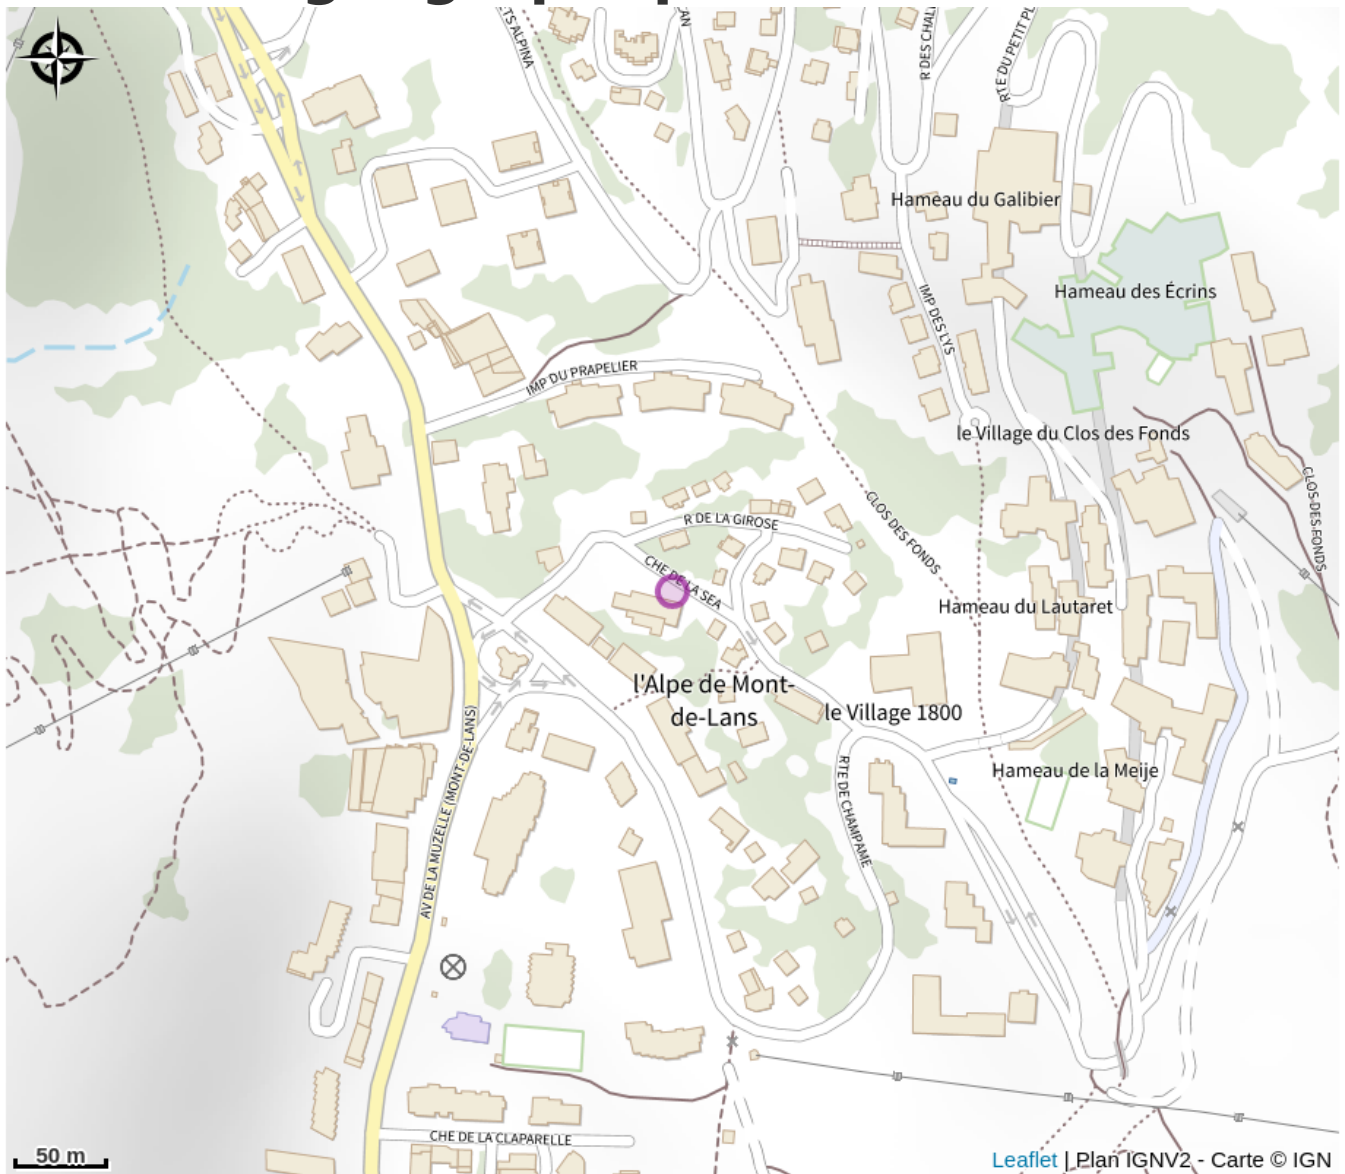 ETS ALPINA
R DES CHAL
RTE DU PETIT PL
Hameau du Galibier
Hameau des Écrins
IMP DES LYS
IMP DU PRAPELIER
le Village du Clos des Fonds
CLOS DES FONDS
CLOS DES FONDS
R DE LA GIROSE
CHE DE LA SEA
Hameau du Lautaret
l'Alpe de Mont-
de-Lans
le Village 1800
Hameau de la Meije
RTE DE CHAMPAME
AV DE LA MUZELLE (MONT-DE-LANS)
CHE DE LA CLAPARELLE
50 m
Leaflet | Plan IGNV2 - Carte © IGN